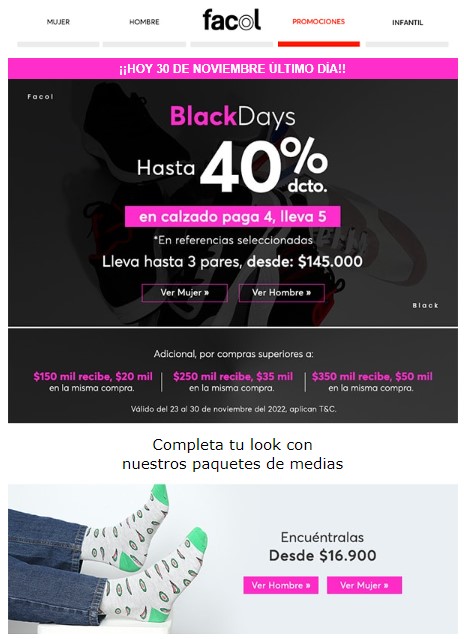 MUJER
HOMBRE
facol
PROMOCIONES
INFANTIL
¡¡HOY 30 DE NOVIEMBRE ÚLTIMO DÍA!!
Facol
BlackDays
Hasta 40% dcto.
en calzado paga 4, lleva 5
*En referencias seleccionadas
Lleva hasta 3 pares, desde: $145.000
Ver Mujer »
Ver Hombre »
Black
Adicional, por compras superiores a:
$150 mil recibe, $20 mil
en la misma compra.
$250 mil recibe, $35 mil
en la misma compra.
$350 mil recibe, $50 mil
en la misma compra.
Válido del 23 al 30 de noviembre del 2022, aplican T&C.
Completa tu look con
nuestros paquetes de medias
Encuéntralas
Desde $16.900
Ver Hombre »
Ver Mujer »